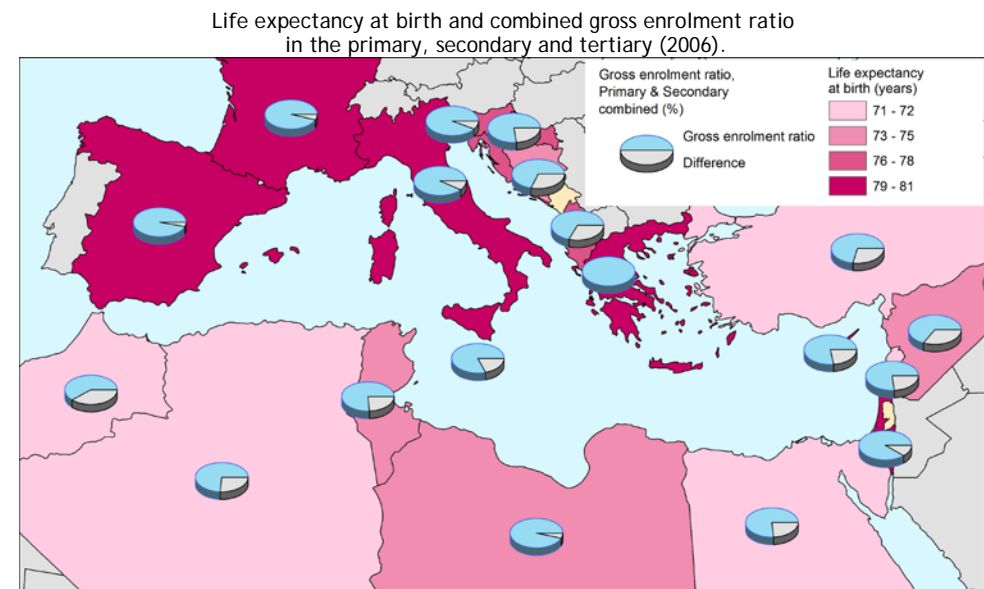 Life expectancy at birth and combined gross enrolment ratio
in the primary, secondary and tertiary (2006).
Gross enrolment ratio,
Primary & Secondary
combined (%)
Gross enrolment ratio
Difference
Life expectancy
at birth (years)
71 - 72
73 - 75
76 - 78
79 - 81